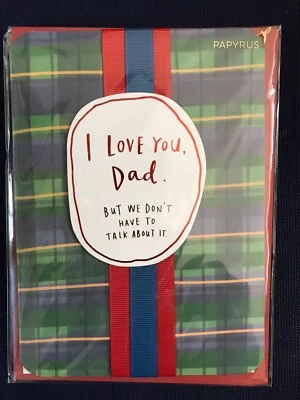 PAPYRUS
I LOVE YOU,
Dad.
BUT WE DON'T
HAVE TO
TALK ABOUT IT.